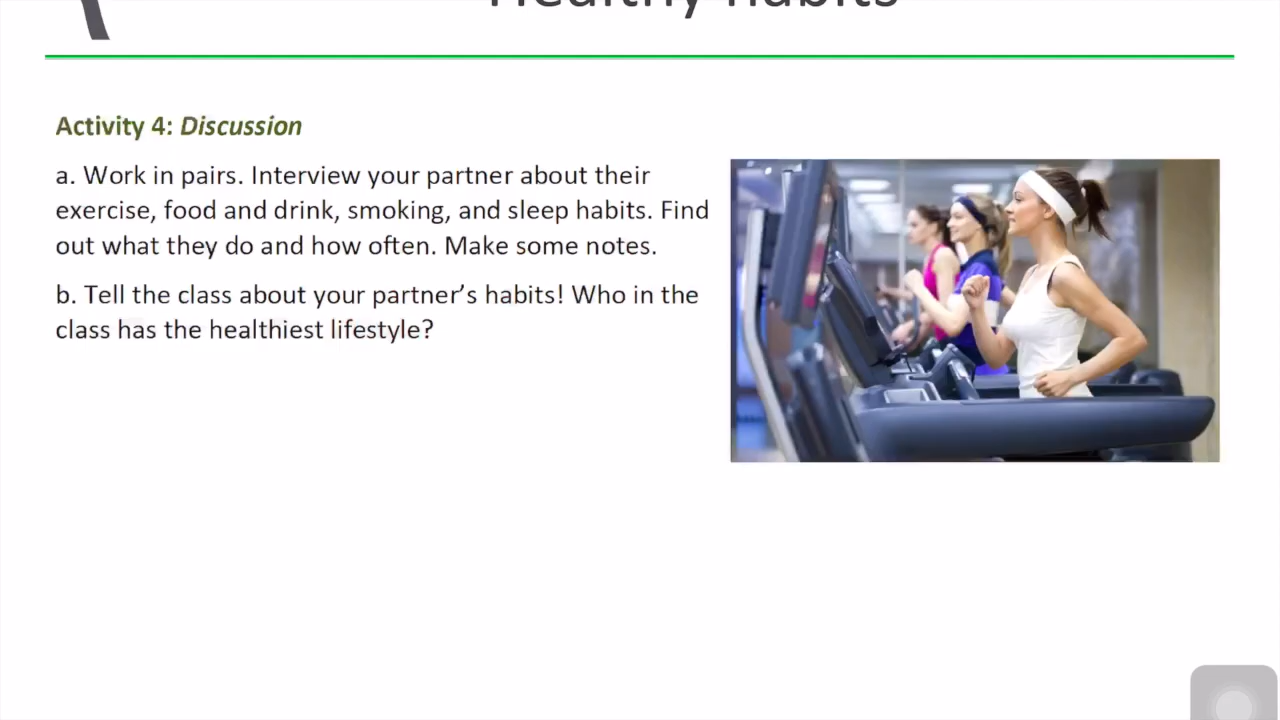 Healthy habits
Activity 4: Discussion
a. Work in pairs. Interview your partner about their
exercise, food and drink, smoking, and sleep habits. Find
out what they do and how often. Make some notes.
b. Tell the class about your partner’s habits! Who in the
class has the healthiest lifestyle?